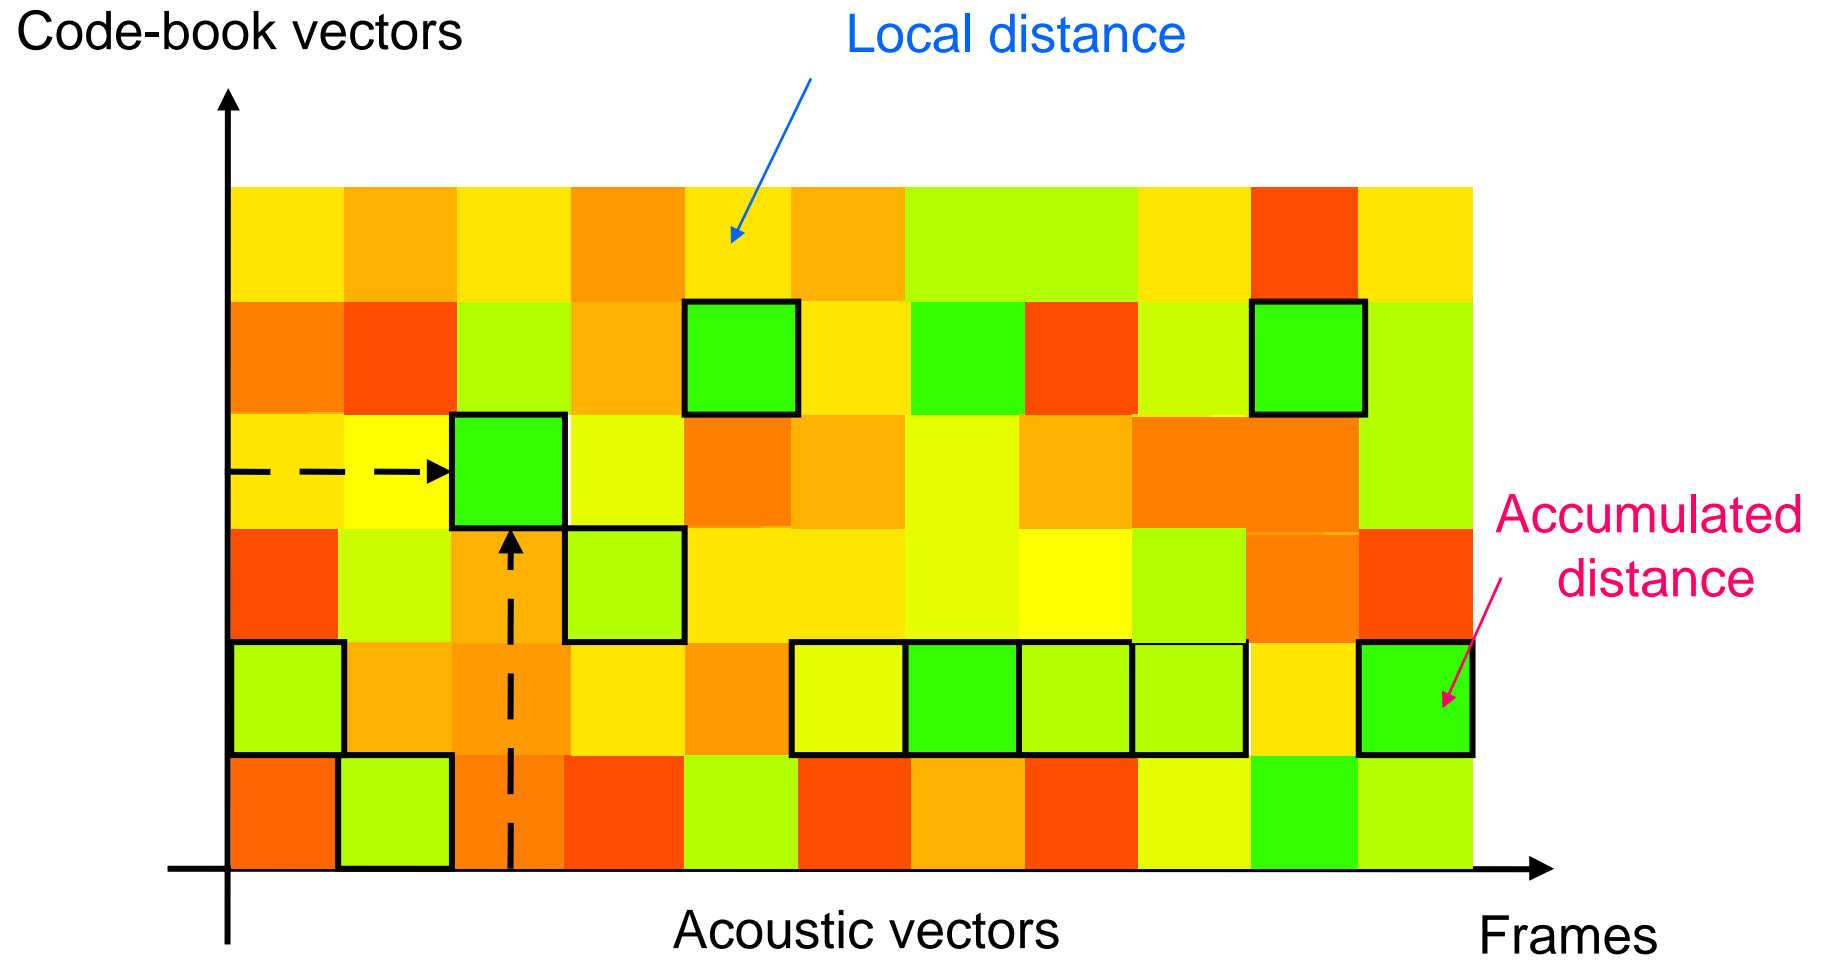 Code-book vectors
Local distance
Accumulated
distance
Acoustic vectors
Frames